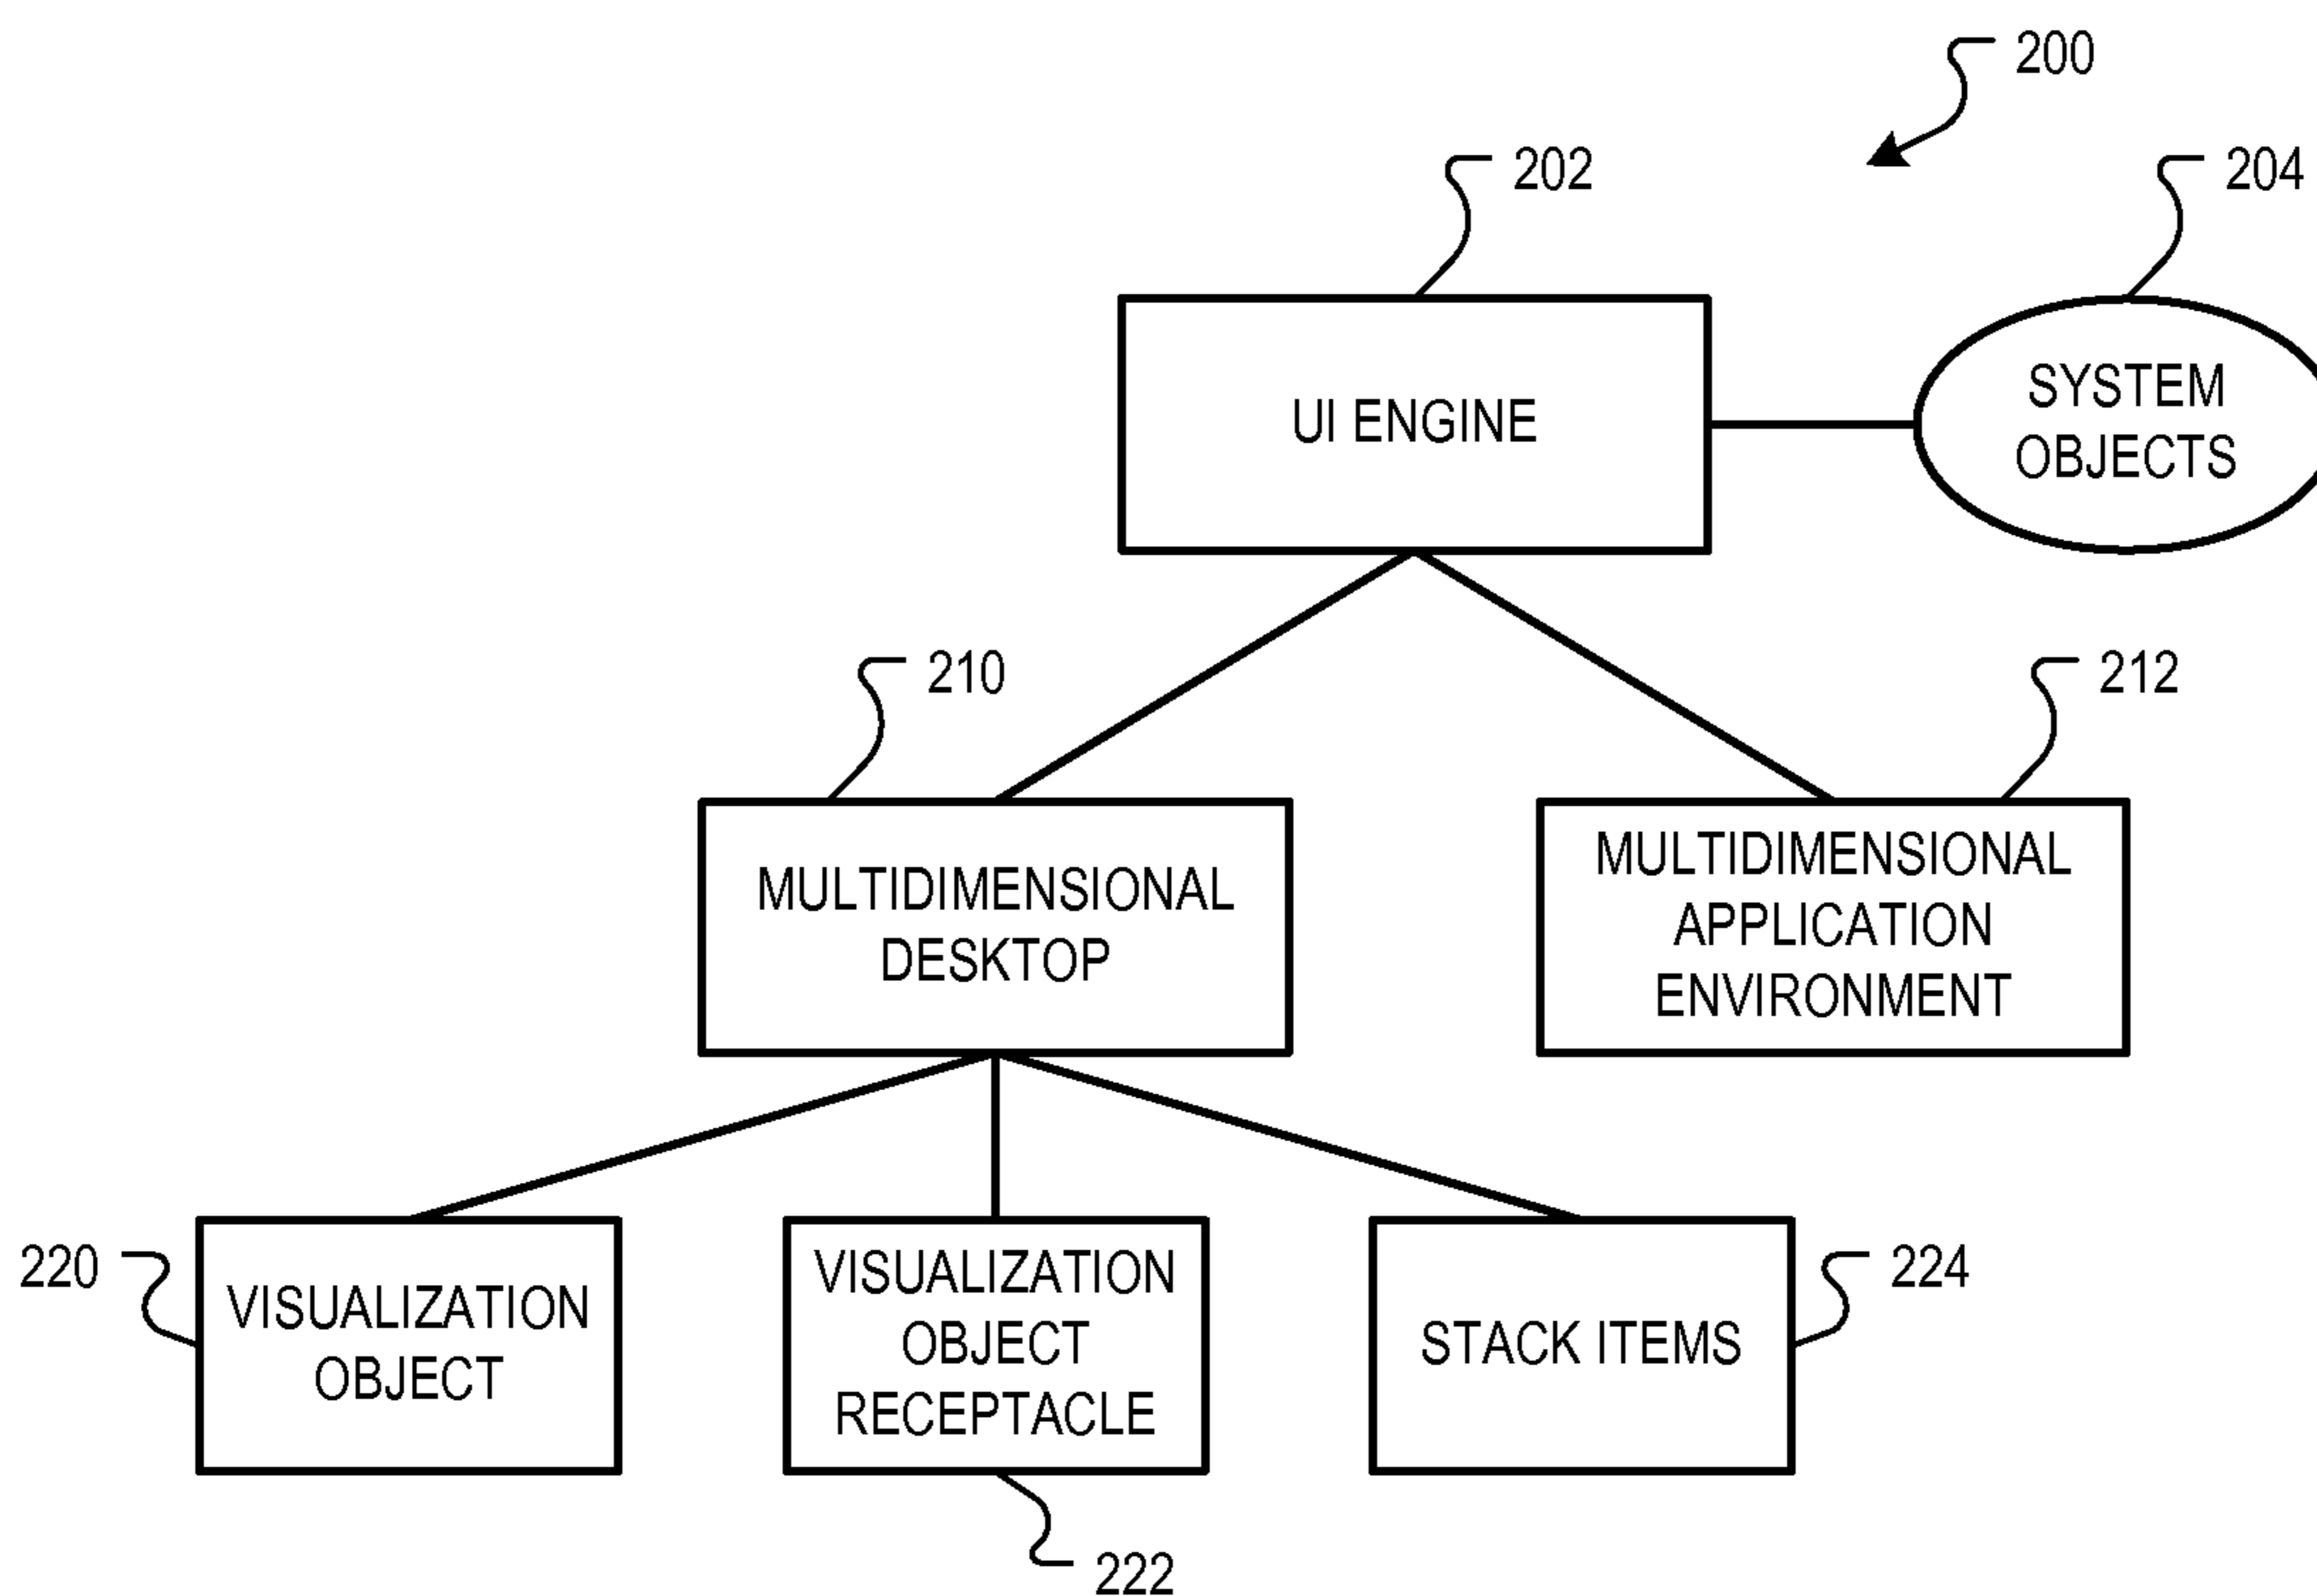 200
202
204
UI ENGINE
SYSTEM
OBJECTS
210
212
MULTIDIMENSIONAL
DESKTOP
MULTIDIMENSIONAL
APPLICATION
ENVIRONMENT
220
VISUALIZATION
OBJECT
VISUALIZATION
OBJECT
RECEPTACLE
STACK ITEMS
224
222